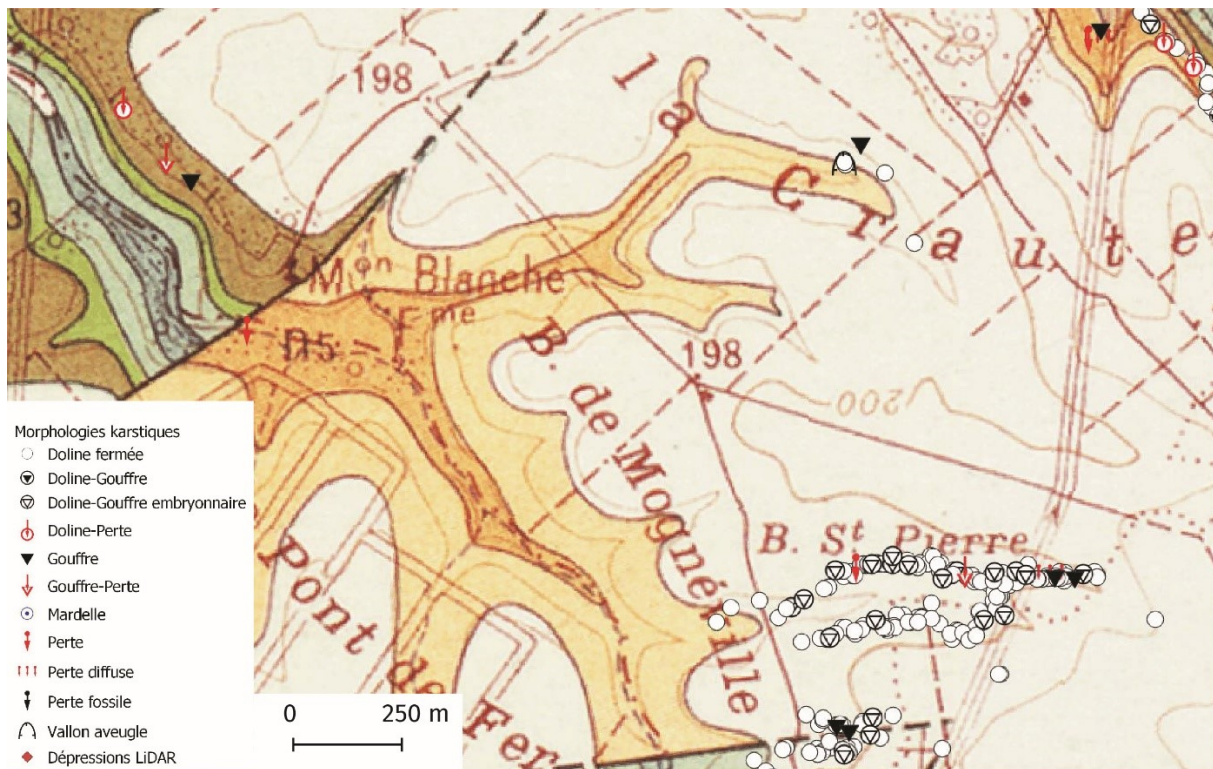 198
la Craute
Mon Blanche
Fme
B. de Mognéville
198
200
B. St Pierre
Pont de Fer
Morphologies karstiques
Doline fermée
Doline-Gouffre
Doline-Gouffre embryonnaire
Doline-Perte
Gouffre
Gouffre-Perte
Mardelle
Perte
Perte diffuse
Perte fossile
Vallon aveugle
Dépressions LiDAR
0 250 m